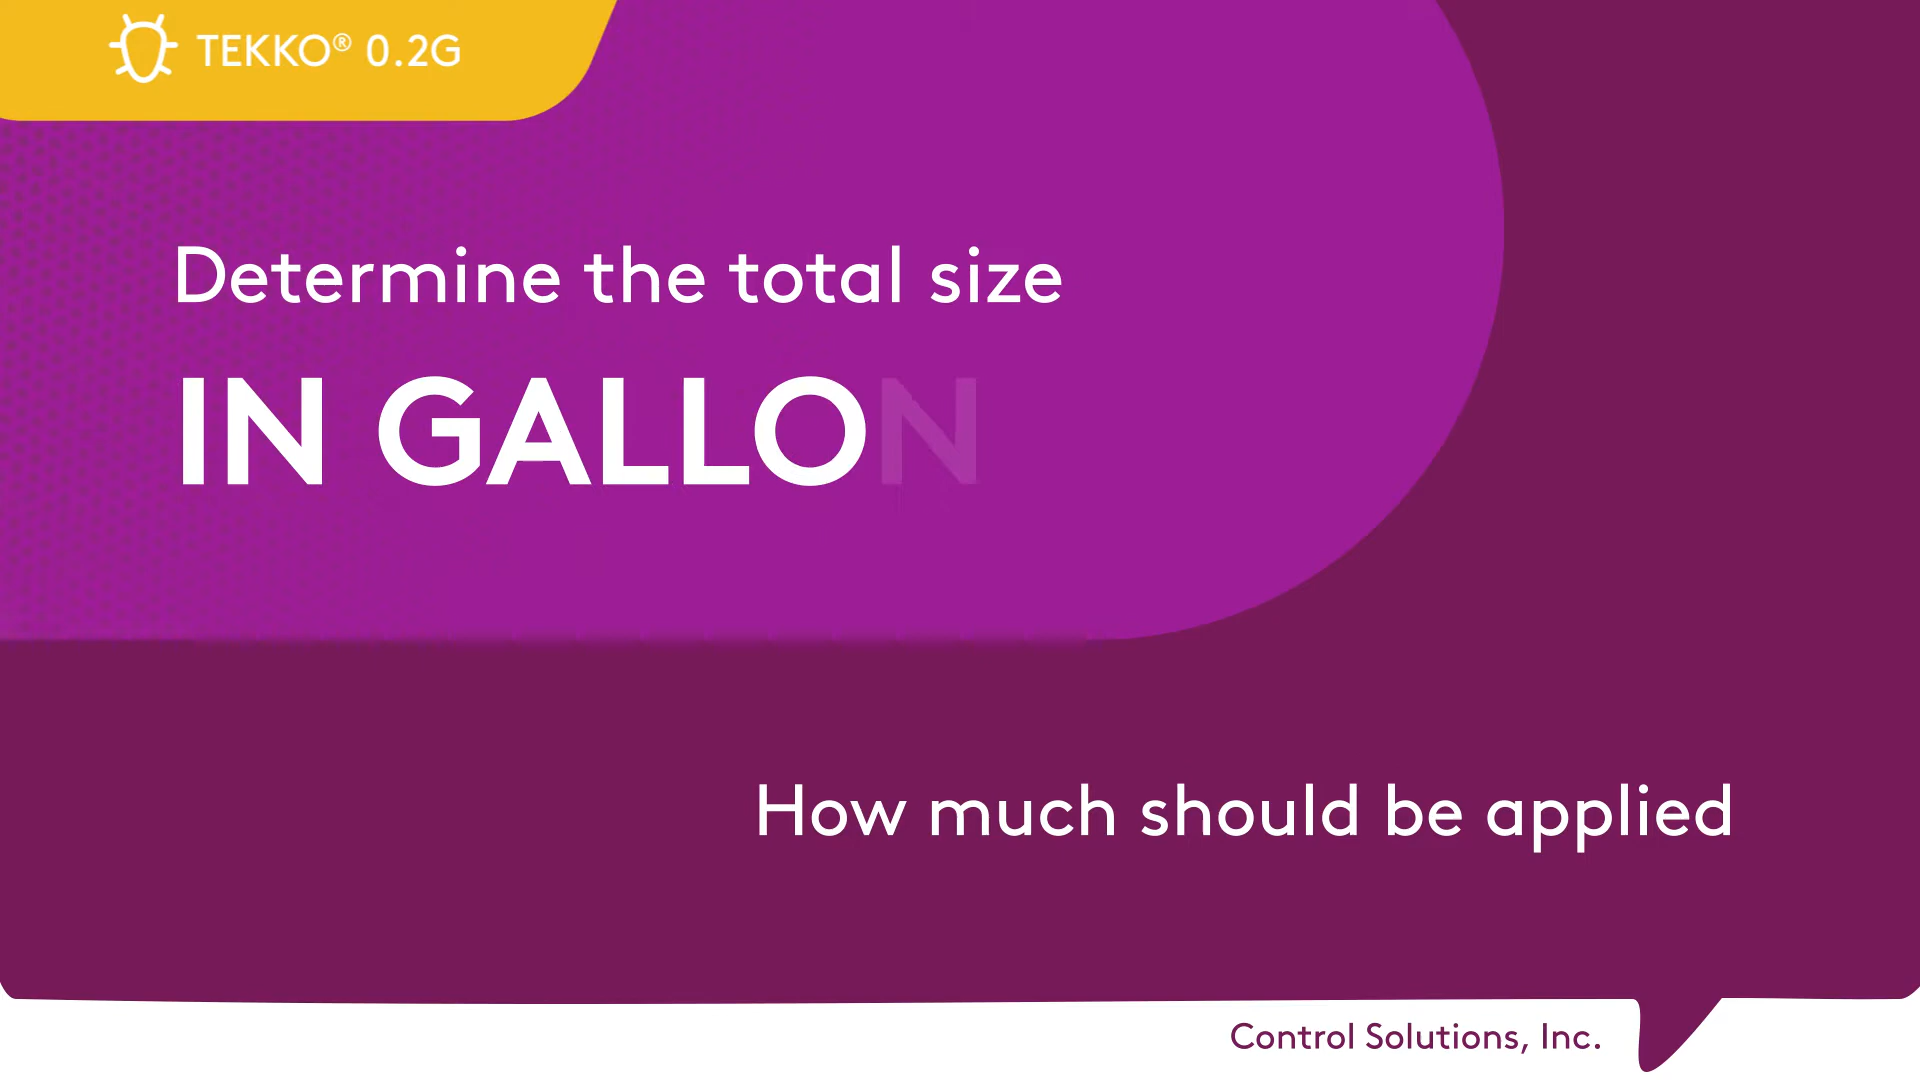 TEKKO® 0.2G
Determine the total size
IN GALLON
How much should be applied
Control Solutions, Inc.